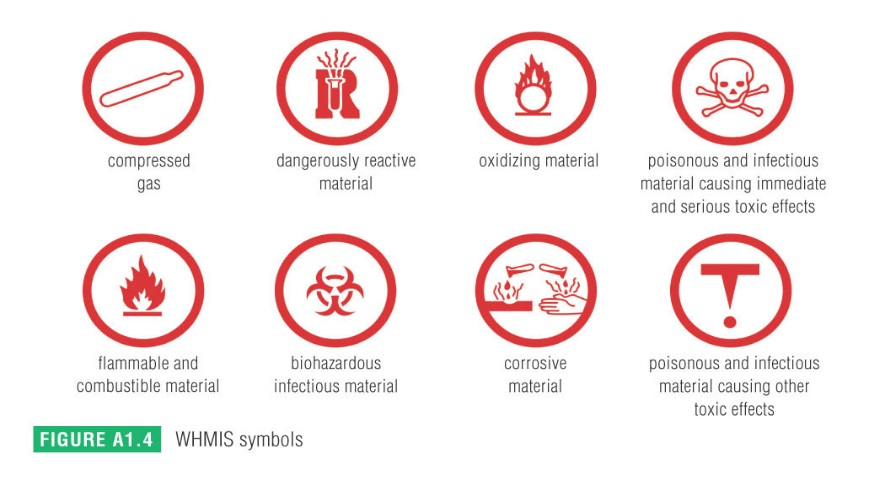 compressed
gas
dangerously reactive
material
oxidizing material
poisonous and infectious
material causing immediate
and serious toxic effects
flammable and
combustible material
biohazardous
infectious material
corrosive
material
poisonous and infectious
material causing other
toxic effects
FIGURE A1.4 WHMIS symbols